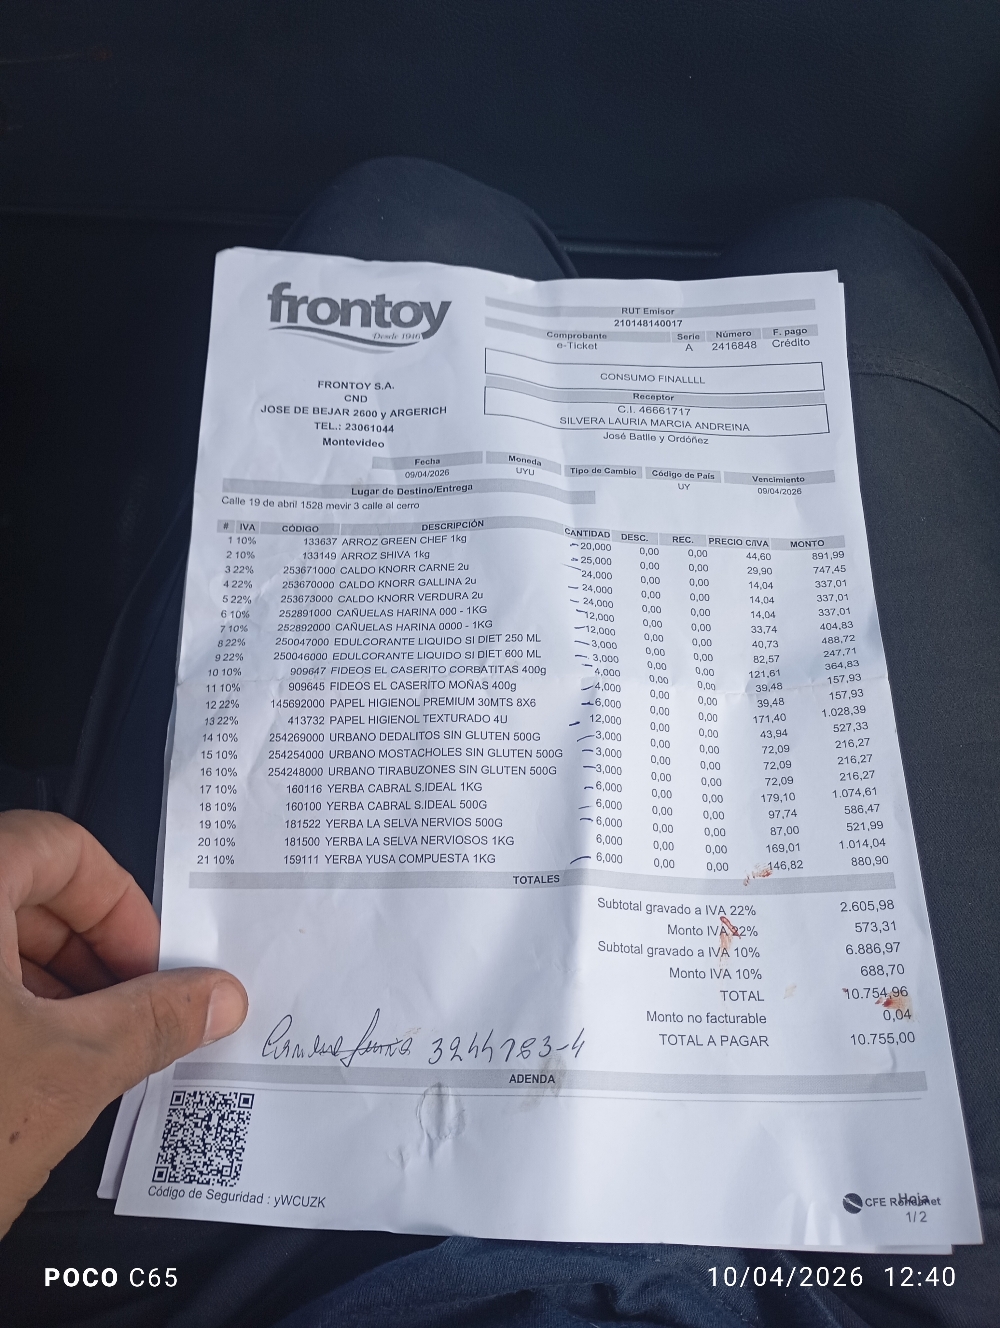 frontoy
Desde 1946
FRONTOY S.A.
CND
JOSE DE BEJAR 2600 y ARGERICH
TEL.: 23061044
Montevideo
RUT Emisor
210148140017
Comprobante Serie Número F. pago
e-Ticket A 2416848 Crédito
CONSUMO FINALLLL
Receptor
C.I. 46661717
SILVERA LAURIA MARCIA ANDREINA
José Batlle y Ordóñez
Fecha Moneda Tipo de Cambio Código de País Vencimiento
09/04/2026 UYU UY 09/04/2026
Lugar de Destino/Entrega
Calle 19 de abril 1528 mevir 3 calle al cerro
# IVA CÓDIGO DESCRIPCIÓN CANTIDAD DESC. REC. PRECIO C/IVA MONTO
1 10% 133637 ARROZ GREEN CHEF 1kg 20,000 0,00 0,00 44,60 891,99
2 10% 133149 ARROZ SHIVA 1kg 25,000 0,00 0,00 29,90 747,45
3 22% 253671000 CALDO KNORR CARNE 2u 24,000 0,00 0,00 14,04 337,01
4 22% 253670000 CALDO KNORR GALLINA 2u 24,000 0,00 0,00 14,04 337,01
5 22% 253673000 CALDO KNORR VERDURA 2u 24,000 0,00 0,00 14,04 337,01
6 10% 252891000 CAÑUELAS HARINA 000 - 1KG 12,000 0,00 0,00 33,74 404,83
7 10% 252892000 CAÑUELAS HARINA 0000 - 1KG 12,000 0,00 0,00 40,73 488,72
8 22% 250047000 EDULCORANTE LIQUIDO SI DIET 250 ML 3,000 0,00 0,00 82,57 247,71
9 22% 250046000 EDULCORANTE LIQUIDO SI DIET 600 ML 3,000 0,00 0,00 121,61 364,83
10 10% 909647 FIDEOS EL CASERITO CORBATITAS 400g 4,000 0,00 0,00 39,48 157,93
11 10% 909645 FIDEOS EL CASERITO MOÑAS 400g 4,000 0,00 0,00 39,48 157,93
12 22% 145692000 PAPEL HIGIENOL PREMIUM 30MTS 8X6 6,000 0,00 0,00 171,40 1.028,39
13 22% 413732 PAPEL HIGIENOL TEXTURADO 4U 12,000 0,00 0,00 43,94 527,33
14 10% 254269000 URBANO DEDALITOS SIN GLUTEN 500G 3,000 0,00 0,00 72,09 216,27
15 10% 254254000 URBANO MOSTACHOLES SIN GLUTEN 500G 3,000 0,00 0,00 72,09 216,27
16 10% 254248000 URBANO TIRABUZONES SIN GLUTEN 500G 3,000 0,00 0,00 72,09 216,27
17 10% 160116 YERBA CABRAL S.IDEAL 1KG 6,000 0,00 0,00 179,10 1.074,61
18 10% 160100 YERBA CABRAL S.IDEAL 500G 6,000 0,00 0,00 97,74 586,47
19 10% 181522 YERBA LA SELVA NERVIOS 500G 6,000 0,00 0,00 87,00 521,99
20 10% 181500 YERBA LA SELVA NERVIOSOS 1KG 6,000 0,00 0,00 169,01 1.014,04
21 10% 159111 YERBA YUSA COMPUESTA 1KG 6,000 0,00 0,00 146,82 880,90
TOTALES
Subtotal gravado a IVA 22% 2.605,98
Monto IVA 22% 573,31
Subtotal gravado a IVA 10% 6.886,97
Monto IVA 10% 688,70
TOTAL 10.754,96
Monto no facturable 0,04
TOTAL A PAGAR 10.755,00
3244783-4
ADENDA
Código de Seguridad : yWCUZK
CFE
Hoja
1/2
POCO C65
10/04/2026 12:40